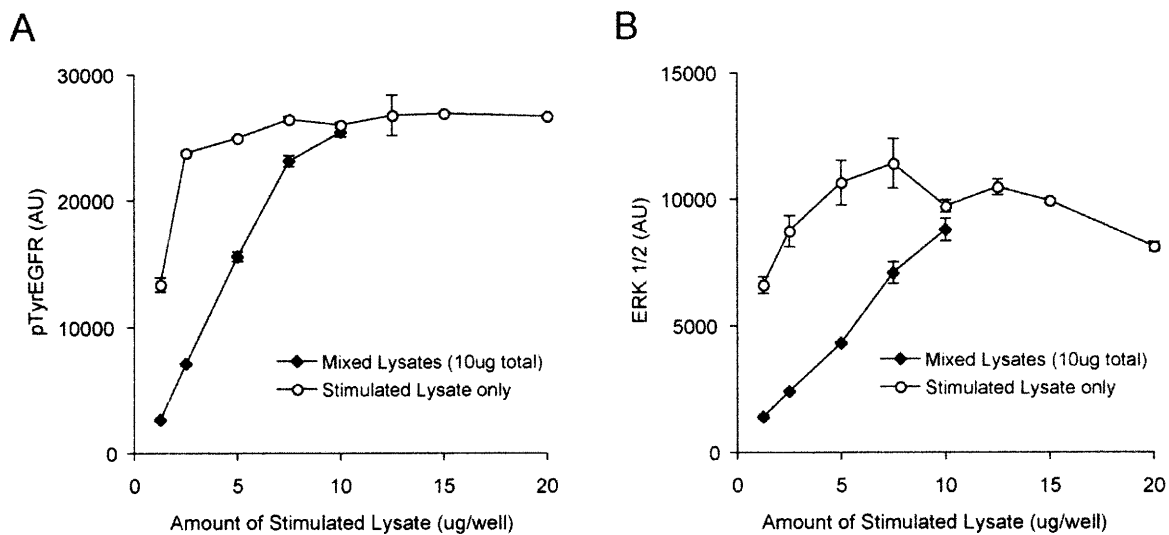 A
30000
20000
10000
0
pTyrEGFR (AU)
Mixed Lysates (10ug total)
Stimulated Lysate only
0 5 10 15 20
Amount of Stimulated Lysate (ug/well)
B
15000
10000
5000
0
ERK 1/2 (AU)
Mixed Lysates (10ug total)
Stimulated Lysate only
0 5 10 15 20
Amount of Stimulated Lysate (ug/well)